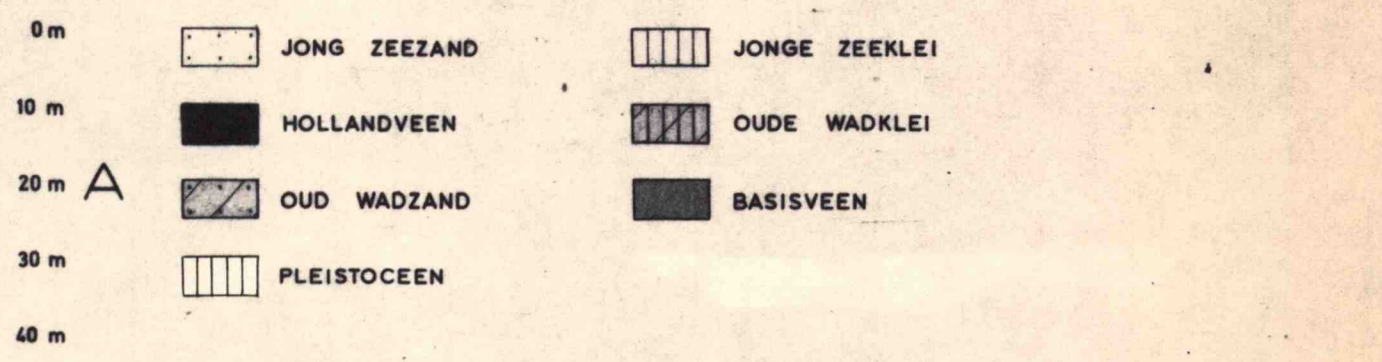 0 m JONG ZEEZAND JONGE ZEEKLEI
10 m HOLLANDVEEN OUDE WADKLEI
20 m A OUD WADZAND BASISVEEN
30 m PLEISTOCEEN
40 m